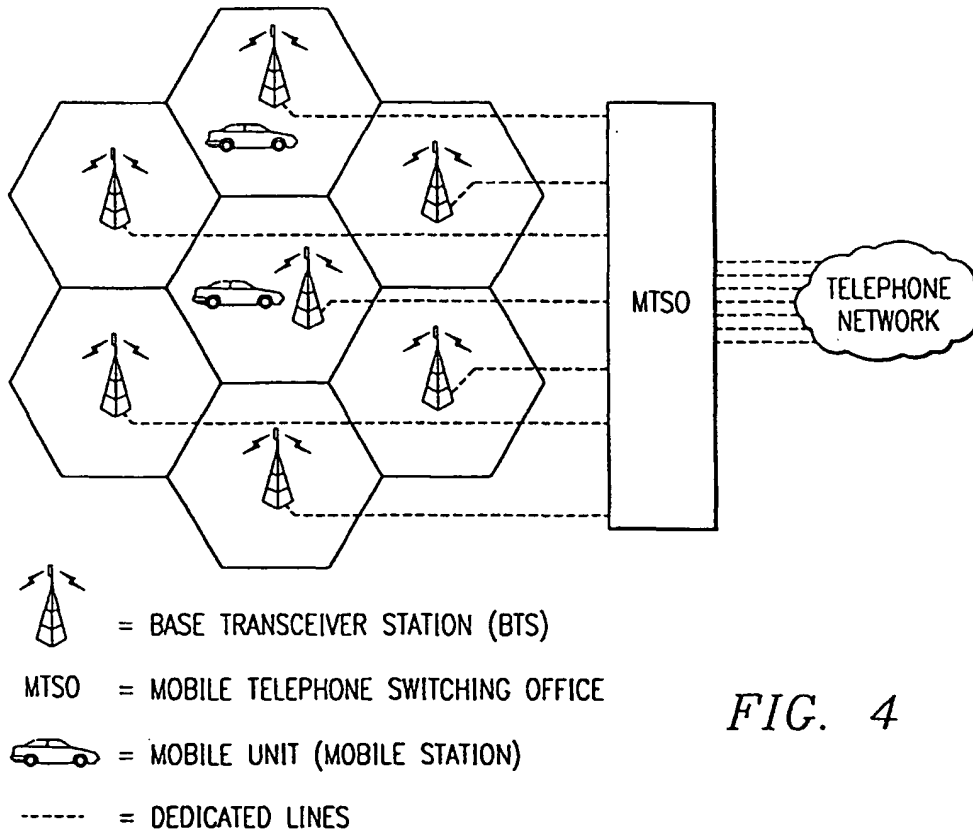 MTSO
TELEPHONE
NETWORK
= BASE TRANSCEIVER STATION (BTS)
MTSO = MOBILE TELEPHONE SWITCHING OFFICE
= MOBILE UNIT (MOBILE STATION)
= DEDICATED LINES
FIG. 4